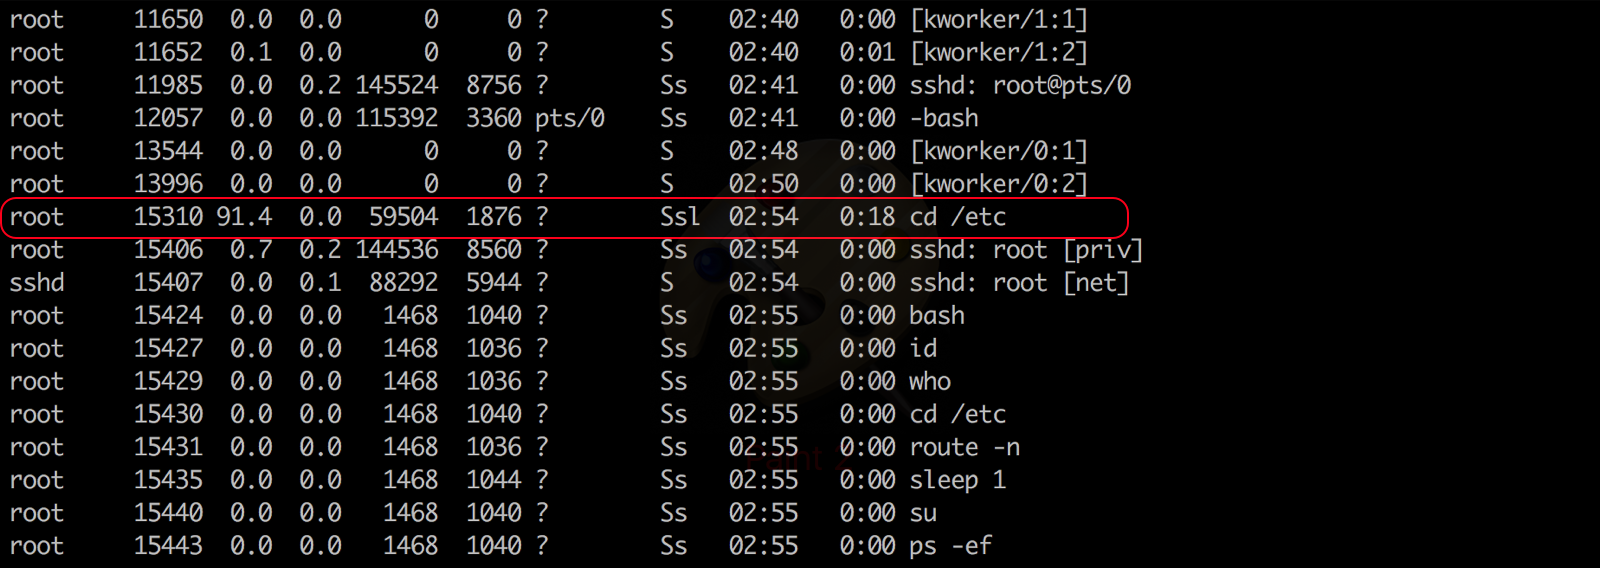 root 11650 0.0 0.0 0 0 ? S 02:40 0:00 [kworker/1:1]
root 11652 0.1 0.0 0 0 ? S 02:40 0:01 [kworker/1:2]
root 11985 0.0 0.2 145524 8756 ? Ss 02:41 0:00 sshd: root@pts/0
root 12057 0.0 0.0 115392 3360 pts/0 Ss 02:41 0:00 -bash
root 13544 0.0 0.0 0 0 ? S 02:48 0:00 [kworker/0:1]
root 13996 0.0 0.0 0 0 ? S 02:50 0:00 [kworker/0:2]
root 15310 91.4 0.0 59504 1876 ? Ssl 02:54 0:18 cd /etc
root 15406 0.7 0.2 144536 8560 ? Ss 02:54 0:00 sshd: root [priv]
sshd 15407 0.0 0.1 88292 5944 ? S 02:54 0:00 sshd: root [net]
root 15424 0.0 0.0 1468 1040 ? Ss 02:55 0:00 bash
root 15427 0.0 0.0 1468 1036 ? Ss 02:55 0:00 id
root 15429 0.0 0.0 1468 1036 ? Ss 02:55 0:00 who
root 15430 0.0 0.0 1468 1040 ? Ss 02:55 0:00 cd /etc
root 15431 0.0 0.0 1468 1036 ? Ss 02:55 0:00 route -n
root 15435 0.0 0.0 1468 1044 ? Ss 02:55 0:00 sleep 1
root 15440 0.0 0.0 1468 1040 ? Ss 02:55 0:00 su
root 15443 0.0 0.0 1468 1040 ? Ss 02:55 0:00 ps -ef